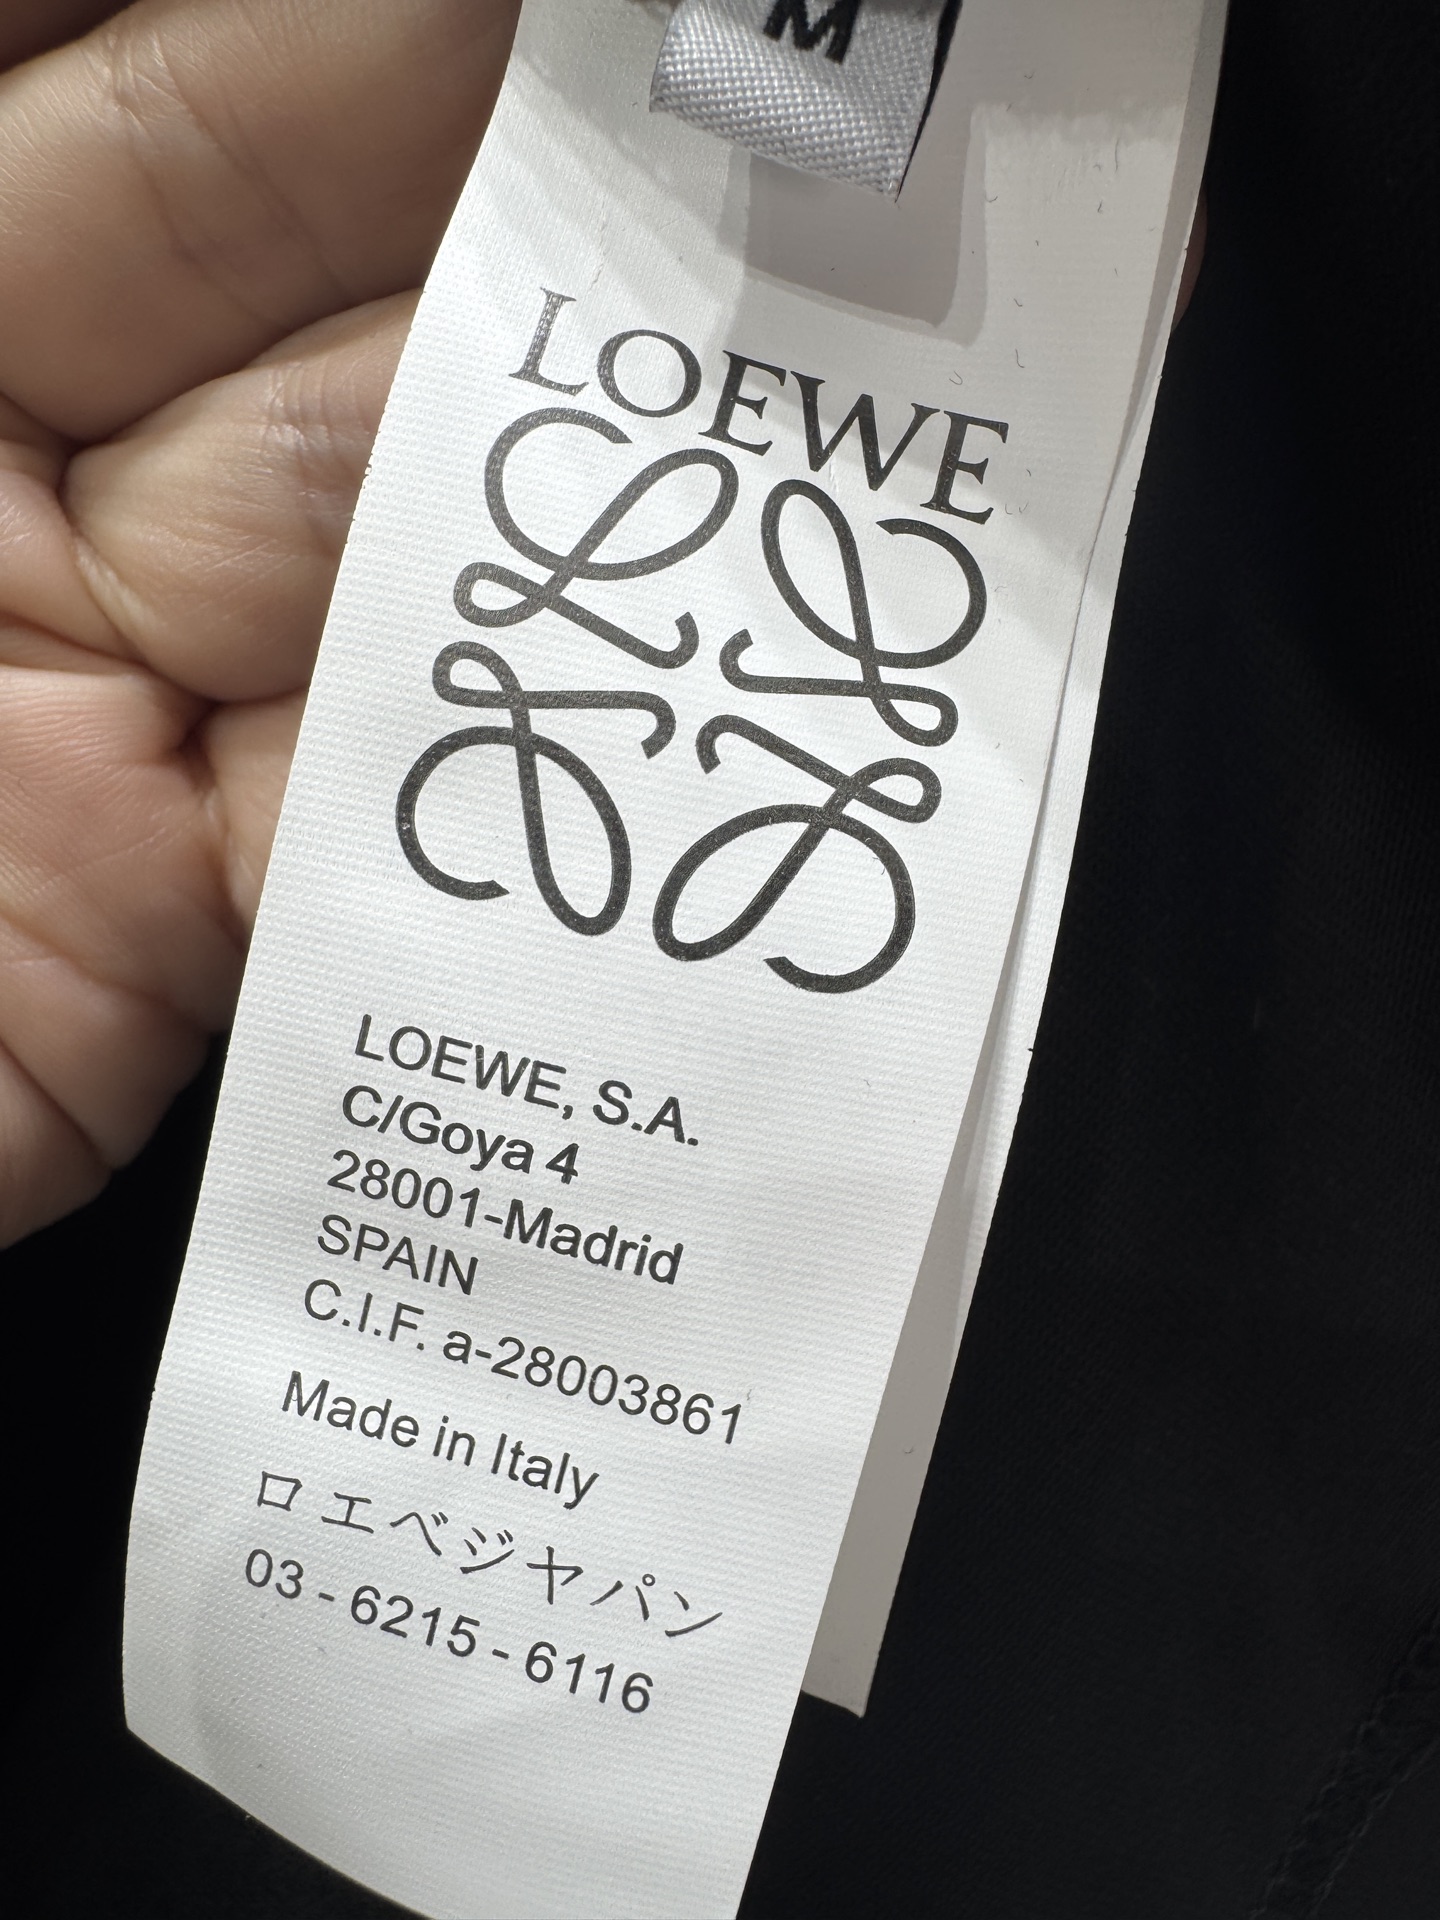 M
LOEWE
LOEWE, S.A.
C/Goya 4
28001-Madrid
SPAIN
C.I.F. a-28003861
Made in Italy
ロエベジヤパン
03 - 6215 - 6116